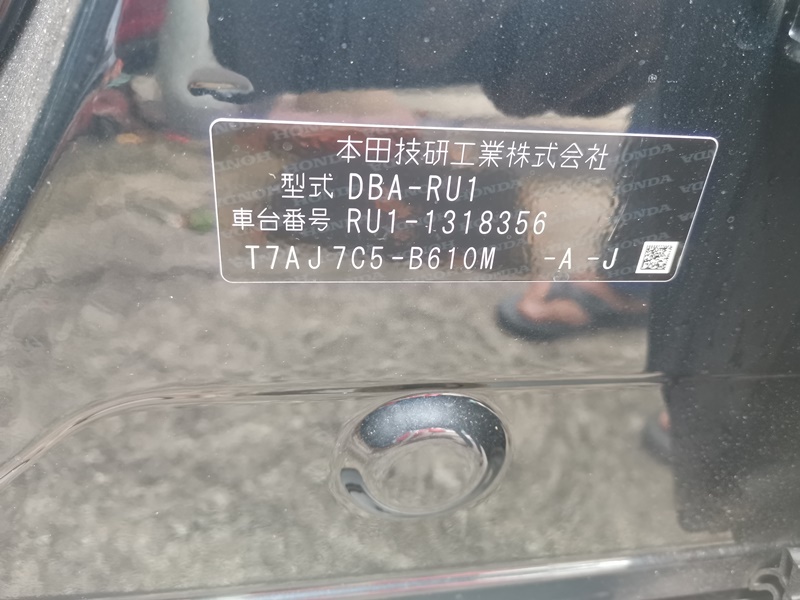 本田技研工業株式会社
型式 DBA-RU1
車台番号 RU1-1318356
T7AJ7C5-B610M -A -J